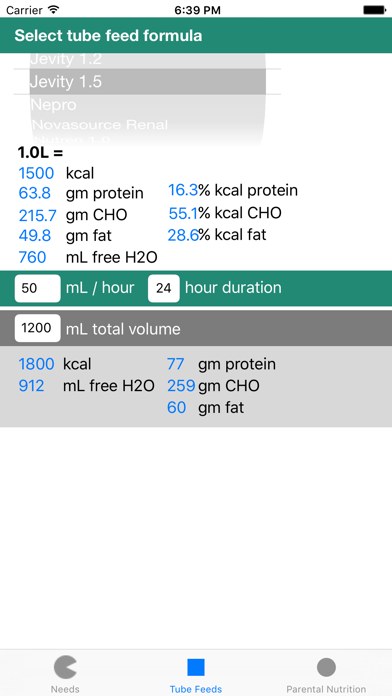 Carrier 6:39 PM
Select tube feed formula
Jevity 1.2
Jevity 1.5
Nepro
Novasource Renal
1.0L =
1500 kcal
63.8 gm protein 16.3% kcal protein
215.7 gm CHO 55.1% kcal CHO
49.8 gm fat 28.6% kcal fat
760 mL free H2O
50 mL / hour 24 hour duration
1200 mL total volume
1800 kcal 77 gm protein
912 mL free H2O 259 gm CHO
60 gm fat
Needs Tube Feeds Parental Nutrition